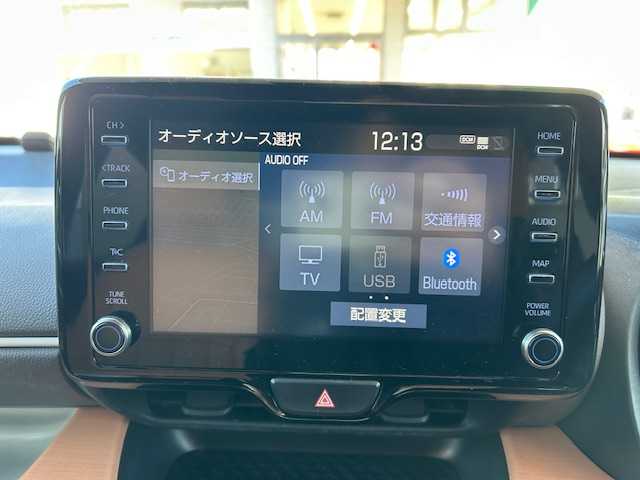 オーディオソース選択 12:13
DCM
DCM
AUDIO OFF
オーディオ選択
AM FM 交通情報
TV USB Bluetooth
配置変更
CH >
TRACK
PHONE
TUNE
SCROLL
HOME
MENU
AUDIO
MAP
POWER
VOLUME